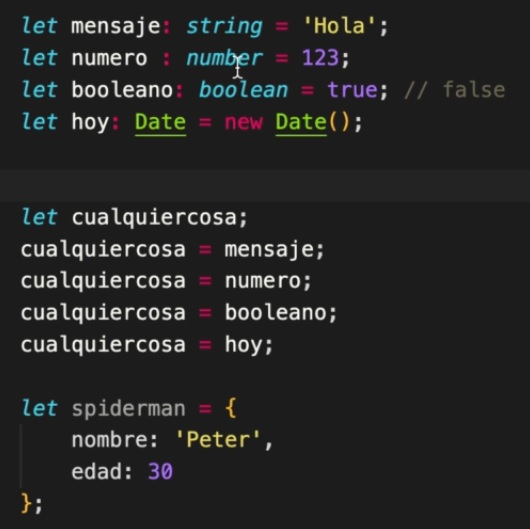 let mensaje: string = 'Hola';
let numero : number = 123;
let booleano: boolean = true; // false
let hoy: Date = new Date();
let cualquiercosa;
cualquiercosa = mensaje;
cualquiercosa = numero;
cualquiercosa = booleano;
cualquiercosa = hoy;
let spiderman = {
    nombre: 'Peter',
    edad: 30
};